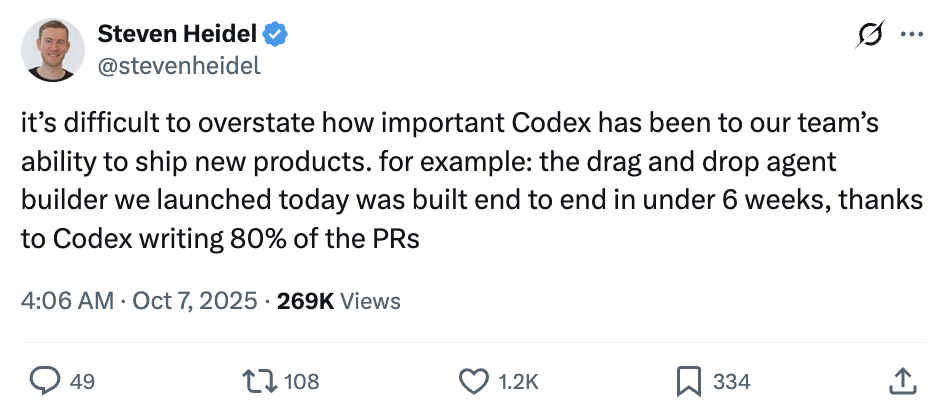 Steven Heidel
@stevenheidel
it’s difficult to overstate how important Codex has been to our team’s
ability to ship new products. for example: the drag and drop agent
builder we launched today was built end to end in under 6 weeks, thanks
to Codex writing 80% of the PRs
4:06 AM · Oct 7, 2025 · 269K Views
49 108 1.2K 334